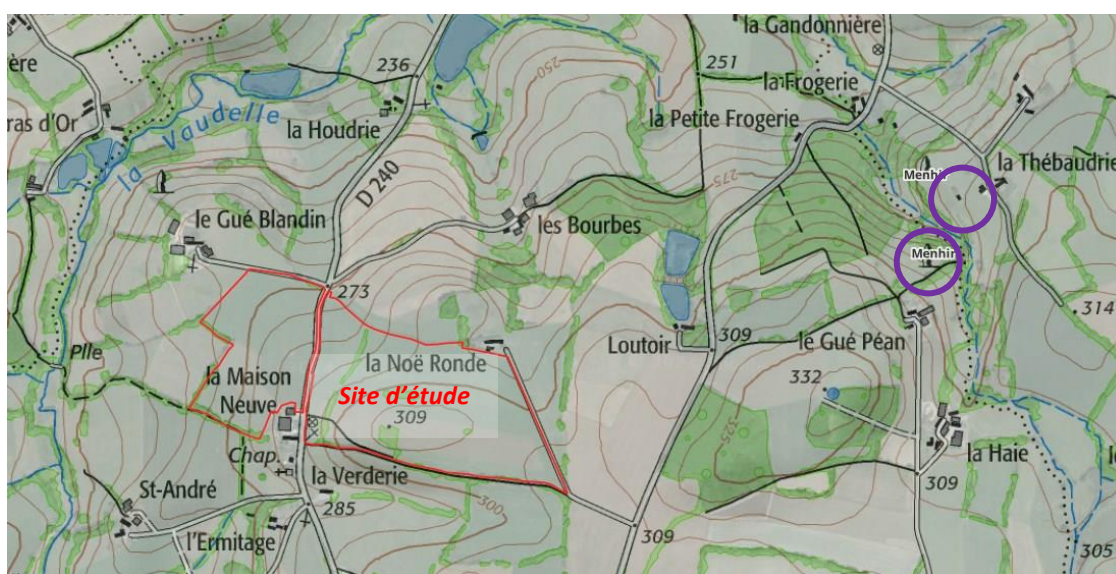 la Gandonnière
ère
236
251
la Frogerie
ras d'Or
la Vaudelle
la Houdrie
la Petite Frogerie
250
D 240
275
Menhir
la Thébaudrie
le Gué Blandin
les Bourbes
Menhir
273
314
Plle
la Noë Ronde
Loutoir
309
le Gué Péan
la Maison
Neuve
Site d'étude
332
309
325
Chap.
la Verderie
la Haie
St-André
300
309
285
l'Ermitage
309
305